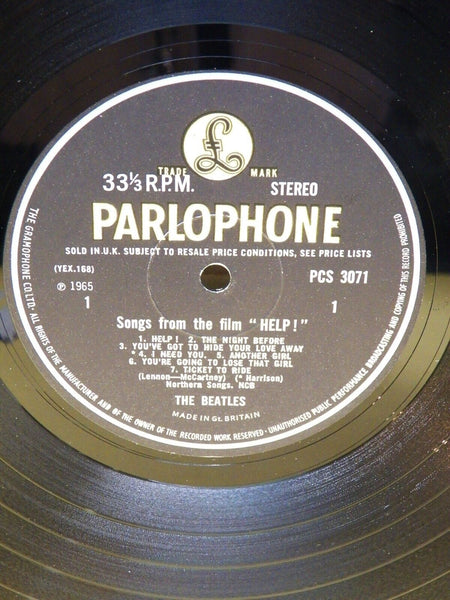 £
TRADE MARK
33⅓ R.P.M. STEREO
PARLOPHONE
SOLD IN U.K. SUBJECT TO RESALE PRICE CONDITIONS, SEE PRICE LISTS
(YEX.168) PCS 3071
℗ 1965
1 1
Songs from the film "HELP!"
1. HELP! 2. THE NIGHT BEFORE
3. YOU'VE GOT TO HIDE YOUR LOVE AWAY
* 4. I NEED YOU. 5. ANOTHER GIRL
6. YOU'RE GOING TO LOSE THAT GIRL
7. TICKET TO RIDE
(Lennon—McCartney) (* Harrison)
Northern Songs. NCB
THE BEATLES
MADE IN Gt. BRITAIN
THE GRAMOPHONE CO. LTD. ALL RIGHTS OF THE MANUFACTURER AND OF THE OWNER OF THE RECORDED WORK RESERVED · UNAUTHORISED PUBLIC PERFORMANCE, BROADCASTING AND COPYING OF THIS RECORD PROHIBITED